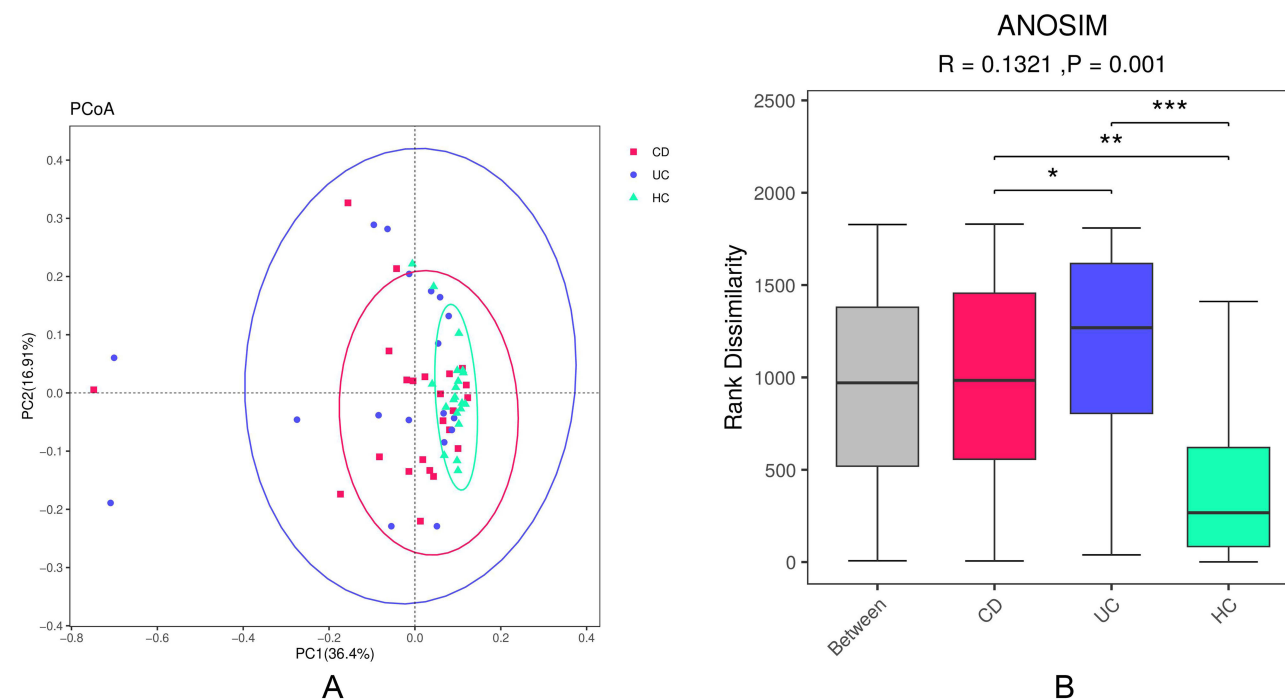 PCoA
0.4
0.3
0.2
0.1
0.0
−0.1
−0.2
−0.3
−0.4
PC2(16.91%)
−0.8
−0.6
−0.4
−0.2
0.0
0.2
0.4
PC1(36.4%)
CD
UC
HC
A
ANOSIM
R = 0.1321 ,P = 0.001
2500
2000
1500
1000
500
0
Rank Dissimilarity
***
**
*
Between
CD
UC
HC
B